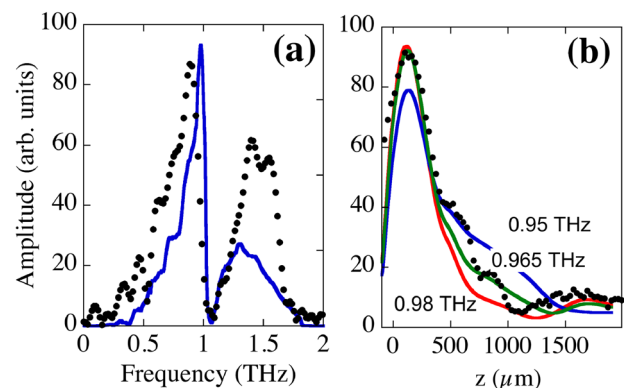 (a)
(b)
Amplitude (arb. units)
100
80
60
40
20
0
0
0.5
1
1.5
2
Frequency (THz)
100
80
60
40
20
0
0.95 THz
0.965 THz
0.98 THz
0
500
1000
1500
z (μm)